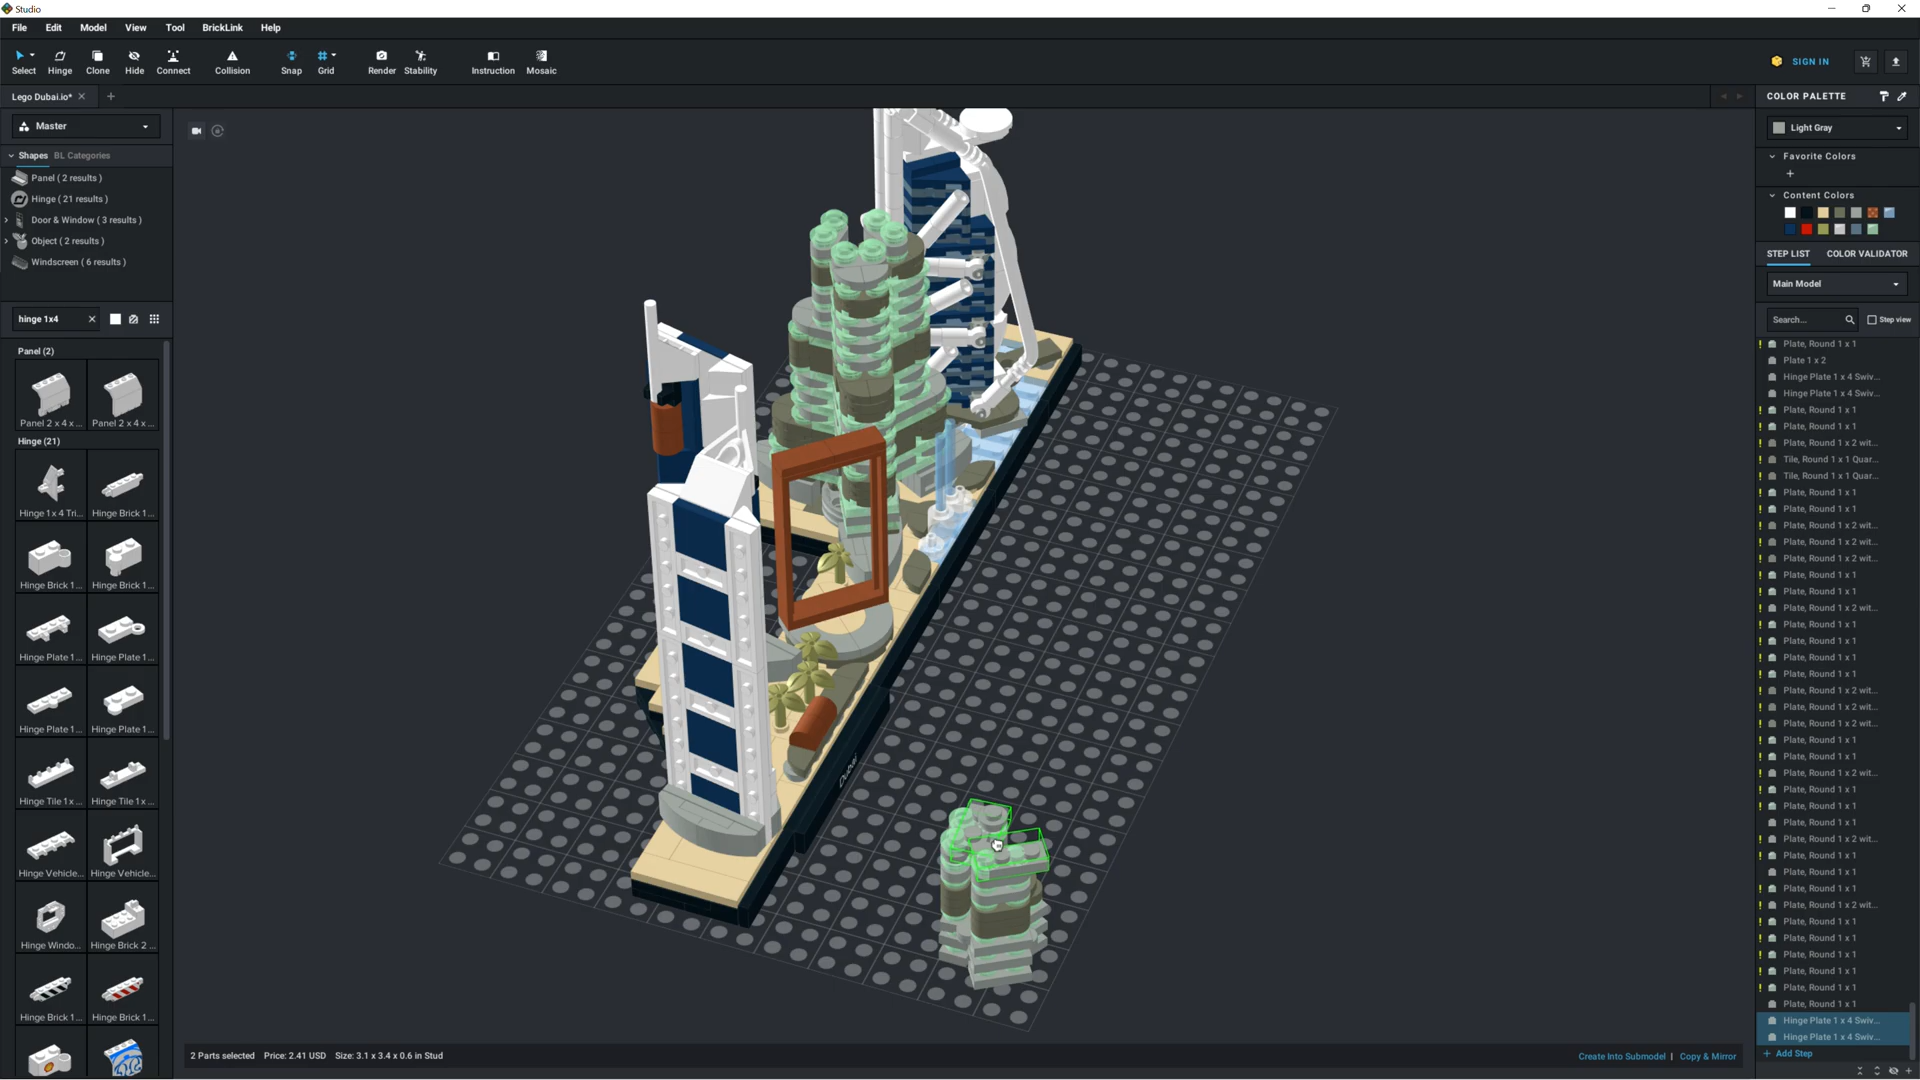 Studio
File Edit Model View Tool BrickLink Help
Select Hinge Clone Hide Connect Collision Snap Grid Render Stability Instruction Mosaic
SIGN IN
Lego Dubai.io*
Master
Shapes BL Categories
Panel ( 2 results )
Hinge ( 21 results )
Door & Window ( 3 results )
Object ( 2 results )
Windscreen ( 6 results )
hinge 1x4
Panel (2)
Panel 2 x 4 x ... Panel 2 x 4 x ...
Hinge (21)
Hinge 1 x 4 Tri... Hinge Brick 1...
Hinge Brick 1... Hinge Brick 1...
Hinge Plate 1... Hinge Plate 1...
Hinge Plate 1... Hinge Plate 1...
Hinge Tile 1 x ... Hinge Tile 1 x ...
Hinge Vehicle... Hinge Vehicle...
Hinge Windo... Hinge Brick 2 ...
Hinge Brick 1... Hinge Brick 1...
Dubai
2 Parts selected Price: 2.41 USD Size: 3.1 x 3.4 x 0.6 in Stud
Create Into Submodel | Copy & Mirror
COLOR PALETTE
Light Gray
Favorite Colors
+
Content Colors
STEP LIST COLOR VALIDATOR
Main Model
Search... Step view
Plate, Round 1 x 1
Plate 1 x 2
Hinge Plate 1 x 4 Swiv...
Hinge Plate 1 x 4 Swiv...
Plate, Round 1 x 1
Plate, Round 1 x 1
Plate, Round 1 x 2 wit...
Tile, Round 1 x 1 Quar...
Tile, Round 1 x 1 Quar...
Plate, Round 1 x 1
Plate, Round 1 x 1
Plate, Round 1 x 2 wit...
Plate, Round 1 x 2 wit...
Plate, Round 1 x 2 wit...
Plate, Round 1 x 1
Plate, Round 1 x 1
Plate, Round 1 x 2 wit...
Plate, Round 1 x 1
Plate, Round 1 x 1
Plate, Round 1 x 1
Plate, Round 1 x 1
Plate, Round 1 x 2 wit...
Plate, Round 1 x 2 wit...
Plate, Round 1 x 2 wit...
Plate, Round 1 x 1
Plate, Round 1 x 1
Plate, Round 1 x 2 wit...
Plate, Round 1 x 1
Plate, Round 1 x 1
Plate, Round 1 x 1
Plate, Round 1 x 2 wit...
Plate, Round 1 x 1
Plate, Round 1 x 1
Plate, Round 1 x 1
Plate, Round 1 x 2 wit...
Plate, Round 1 x 1
Plate, Round 1 x 1
Plate, Round 1 x 1
Plate, Round 1 x 1
Plate, Round 1 x 1
Plate, Round 1 x 1
Hinge Plate 1 x 4 Swiv...
Hinge Plate 1 x 4 Swiv...
+ Add Step